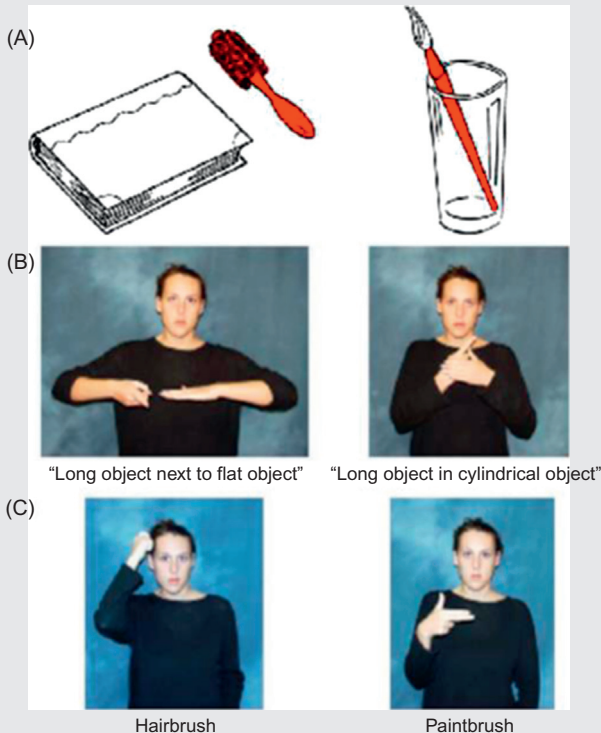 (A)
(B)
“Long object next to flat object” “Long object in cylindrical object”
(C)
Hairbrush Paintbrush